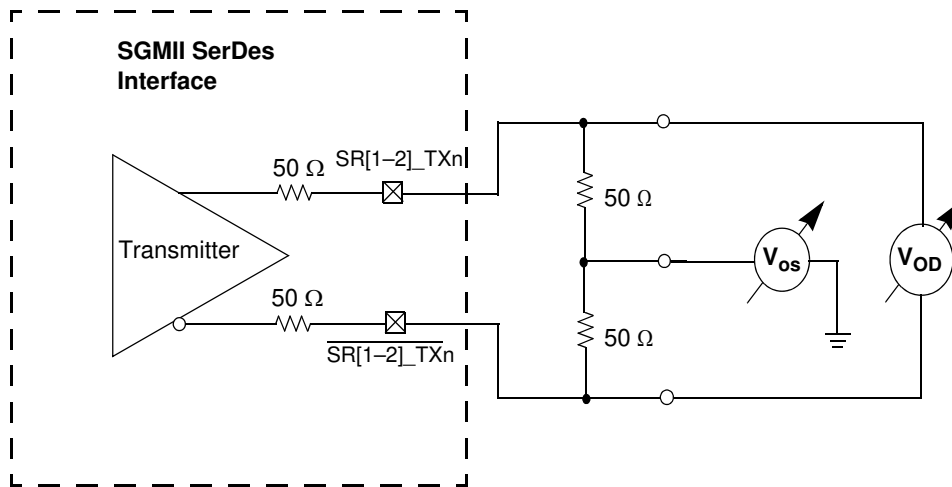 SGMII SerDes
Interface
50 Ω
SR[1–2]_TXn
Transmitter
50 Ω
SR[1–2]_TXn
50 Ω
50 Ω
Vos
VOD